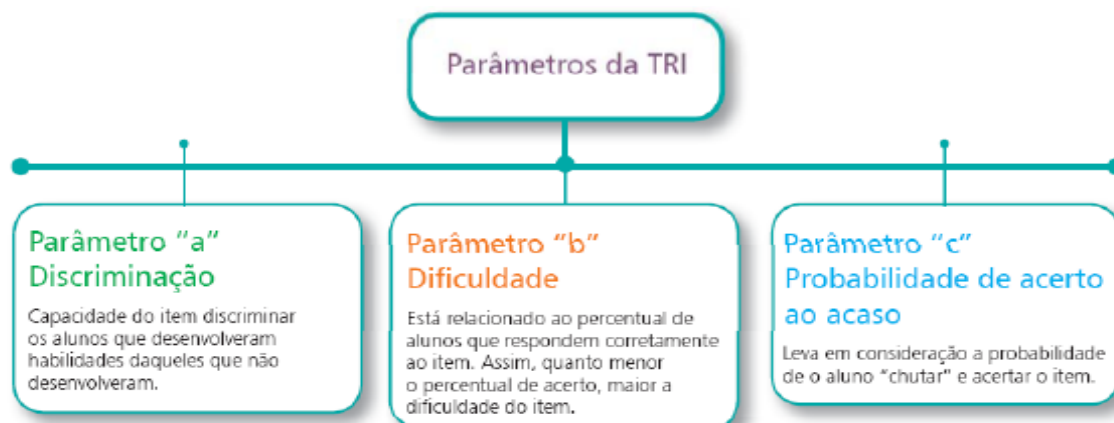 Parâmetros da TRI
Parâmetro “a”
Discriminação
Capacidade do item discriminar
os alunos que desenvolveram
habilidades daqueles que não
desenvolveram.
Parâmetro “b”
Dificuldade
Está relacionado ao percentual de
alunos que respondem corretamente
ao item. Assim, quanto menor
o percentual de acerto, maior a
dificuldade do item.
Parâmetro “c”
Probabilidade de acerto
ao acaso
Leva em consideração a probabilidade
de o aluno “chutar” e acertar o item.